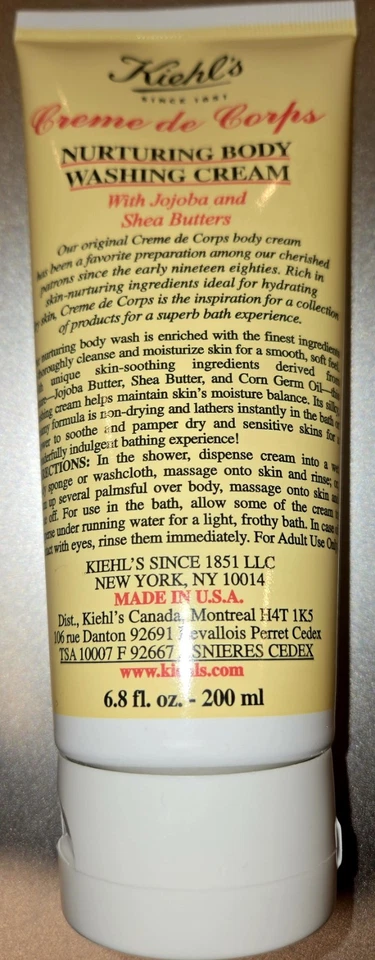 Kiehl's
SINCE 1851
Creme de Corps
NURTURING BODY
WASHING CREAM
With Jojoba and
Shea Butters
Our original Creme de Corps body cream
has been a favorite preparation among our cherished
patrons since the early nineteen eighties. Rich in
skin-nurturing ingredients ideal for hydrating
skin, Creme de Corps is the inspiration for a collection
of products for a superb bath experience.
nurturing body wash is enriched with the finest ingredients
oroughly cleanse and moisturize skin for a smooth, soft feel
unique skin-soothing ingredients derived from
—Jojoba Butter, Shea Butter, and Corn Germ Oil—
ing cream helps maintain skin's moisture balance. Its
formula is non-drying and lathers instantly in the bath
wer to soothe and pamper dry and sensitive skins for
derfully indulgent bathing experience!
ECTIONS: In the shower, dispense cream into a
sponge or washcloth, massage onto skin and rinse;
up several palmsful over body, massage onto skin
off. For use in the bath, allow some of the cream
erse under running water for a light, frothy bath. In case
act with eyes, rinse them immediately. For Adult Use Only
KIEHL'S SINCE 1851 LLC
NEW YORK, NY 10014
MADE IN U.S.A.
Dist., Kiehl's Canada, Montreal H4T 1K5
106 rue Danton 92691 Levallois Perret Cedex
TSA 10007 F 92667 ASNIERES CEDEX
www.kiehls.com
6.8 fl. oz. - 200 ml